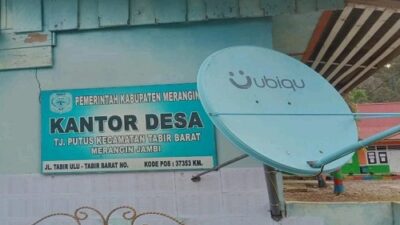 PEMERINTAH KABUPATEN MERANGIN
KANTOR DESA
TJ. PUTUS KECAMATAN TABIR BARAT
MERANGIN JAMBI
JL. TABIR ULU - TABIR BARAT NO. KODE POS : 37353 KM.
ubiqu